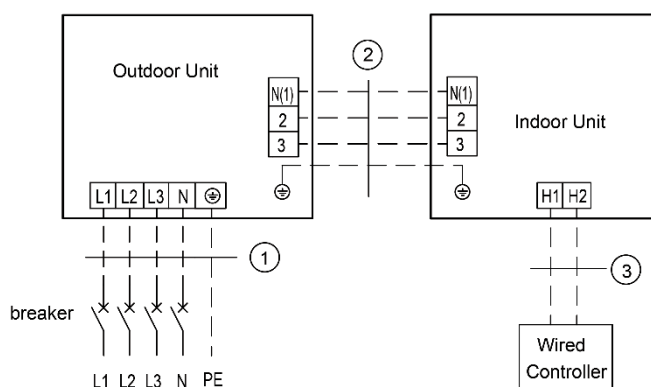 Outdoor Unit
2
N(1)
N(1)
2
2
Indoor Unit
3
3
L1 L2 L3 N
H1 H2
1
3
breaker
Wired
Controller
L1 L2 L3 N PE